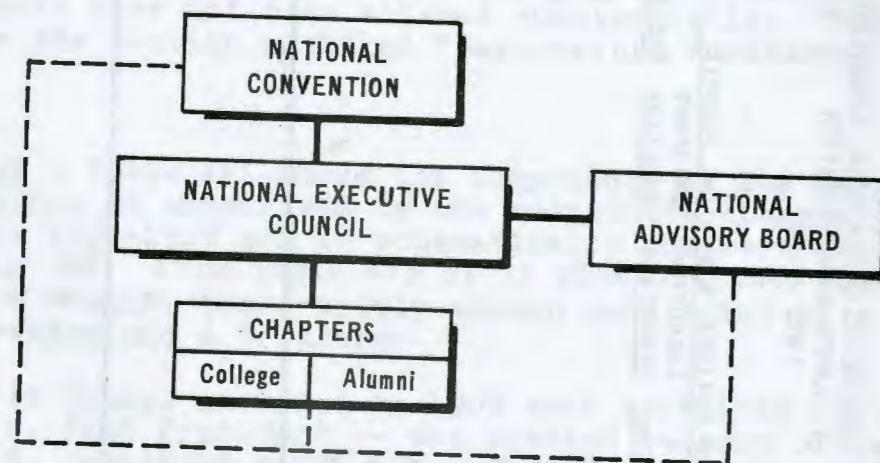 NATIONAL
CONVENTION
NATIONAL EXECUTIVE
COUNCIL
NATIONAL
ADVISORY BOARD
CHAPTERS
College
Alumni